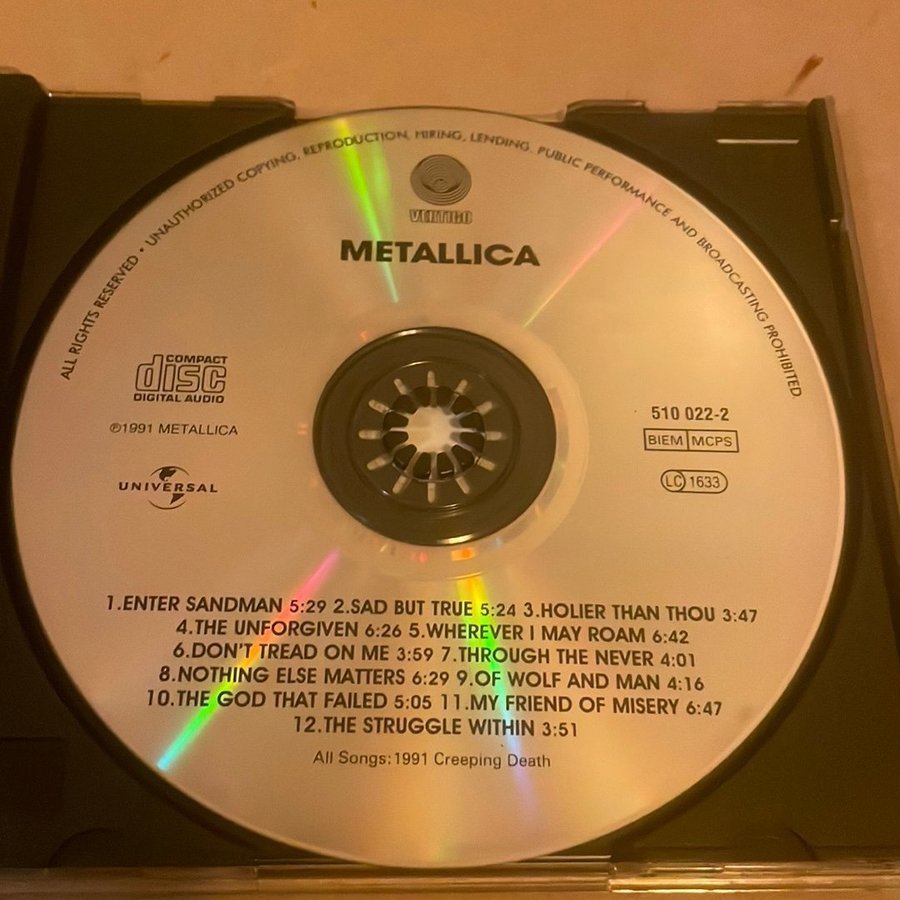 ALL RIGHTS RESERVED • UNAUTHORIZED COPYING, REPRODUCTION, HIRING, LENDING, PUBLIC PERFORMANCE AND BROADCASTING PROHIBITED.
VERTIGO
METALLICA
COMPACT
disc
DIGITAL AUDIO
℗1991 METALLICA
UNIVERSAL
510 022-2
BIEM MCPS
LC 1633
1.ENTER SANDMAN 5:29 2.SAD BUT TRUE 5:24 3.HOLIER THAN THOU 3:47
4.THE UNFORGIVEN 6:26 5.WHEREVER I MAY ROAM 6:42
6.DON'T TREAD ON ME 3:59 7.THROUGH THE NEVER 4:01
8.NOTHING ELSE MATTERS 6:29 9.OF WOLF AND MAN 4:16
10.THE GOD THAT FAILED 5:05 11.MY FRIEND OF MISERY 6:47
12.THE STRUGGLE WITHIN 3:51
All Songs:1991 Creeping Death